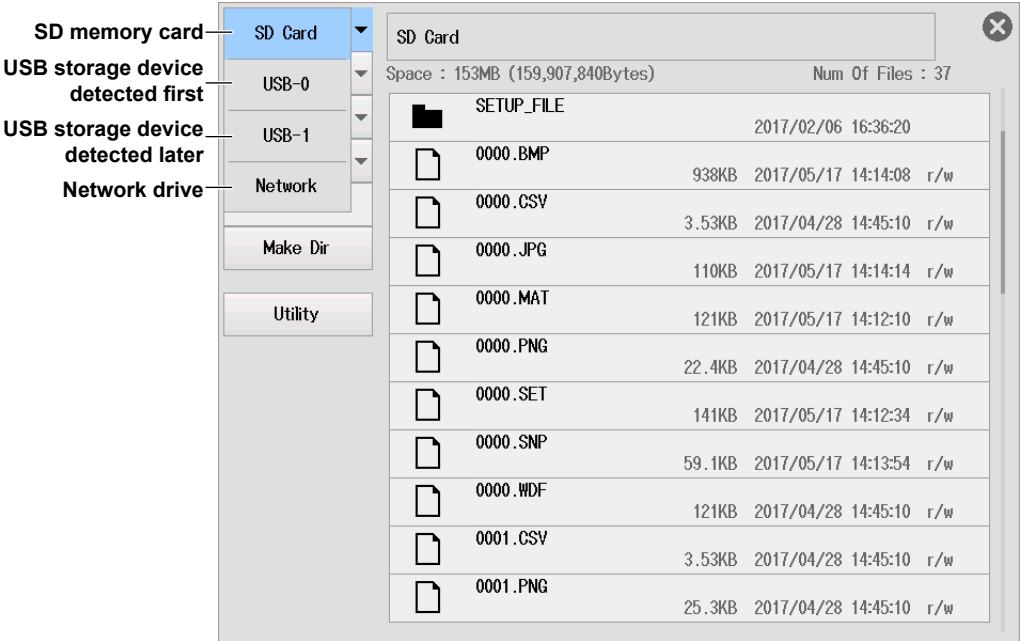 SD memory card
USB storage device
detected first
USB storage device
detected later
Network drive
SD Card
USB-0
USB-1
Network
Make Dir
Utility
SD Card
Space : 153MB (159,907,840Bytes) Num Of Files : 37
SETUP_FILE
2017/02/06 16:36:20
0000.BMP
938KB 2017/05/17 14:14:08 r/w
0000.CSV
3.53KB 2017/04/28 14:45:10 r/w
0000.JPG
110KB 2017/05/17 14:14:14 r/w
0000.MAT
121KB 2017/05/17 14:12:10 r/w
0000.PNG
22.4KB 2017/04/28 14:45:10 r/w
0000.SET
141KB 2017/05/17 14:12:34 r/w
0000.SNP
59.1KB 2017/05/17 14:13:54 r/w
0000.WDF
121KB 2017/04/28 14:45:10 r/w
0001.CSV
3.53KB 2017/04/28 14:45:10 r/w
0001.PNG
25.3KB 2017/04/28 14:45:10 r/w